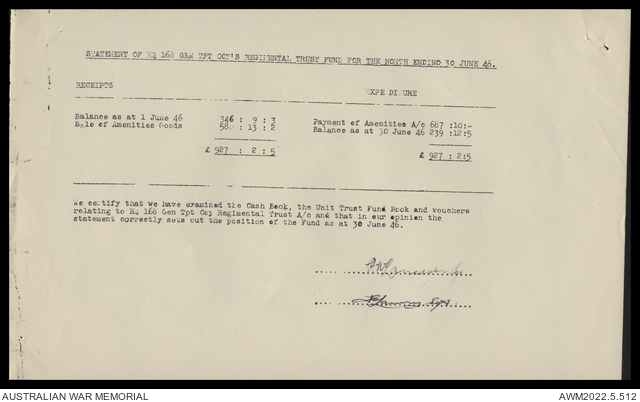 STATEMENT OF HQ 168 GEN TPT COY'S REGIMENTAL TRUST FUND FOR THE MONTH ENDING 30 JUNE 46.
RECEIPTS EXPE DITURE
Balance as at 1 June 46 346 : 9 : 3 Payment of Amenities A/c 687 :10:-
Sale of Amenities Goods 580 : 13 : 2 Balance as at 30 June 46 239 :12:5
£ 927 : 2 : 5 £ 927 : 2:5
We certify that we have examined the Cash Book, the Unit Trust Fund Book and vouchers
relating to HQ 168 Gen Tpt Coy Regimental Trust A/c and that in our opinion the
statement correctly sets out the position of the Fund as at 30 June 46.
AUSTRALIAN WAR MEMORIAL AWM2022.5.512